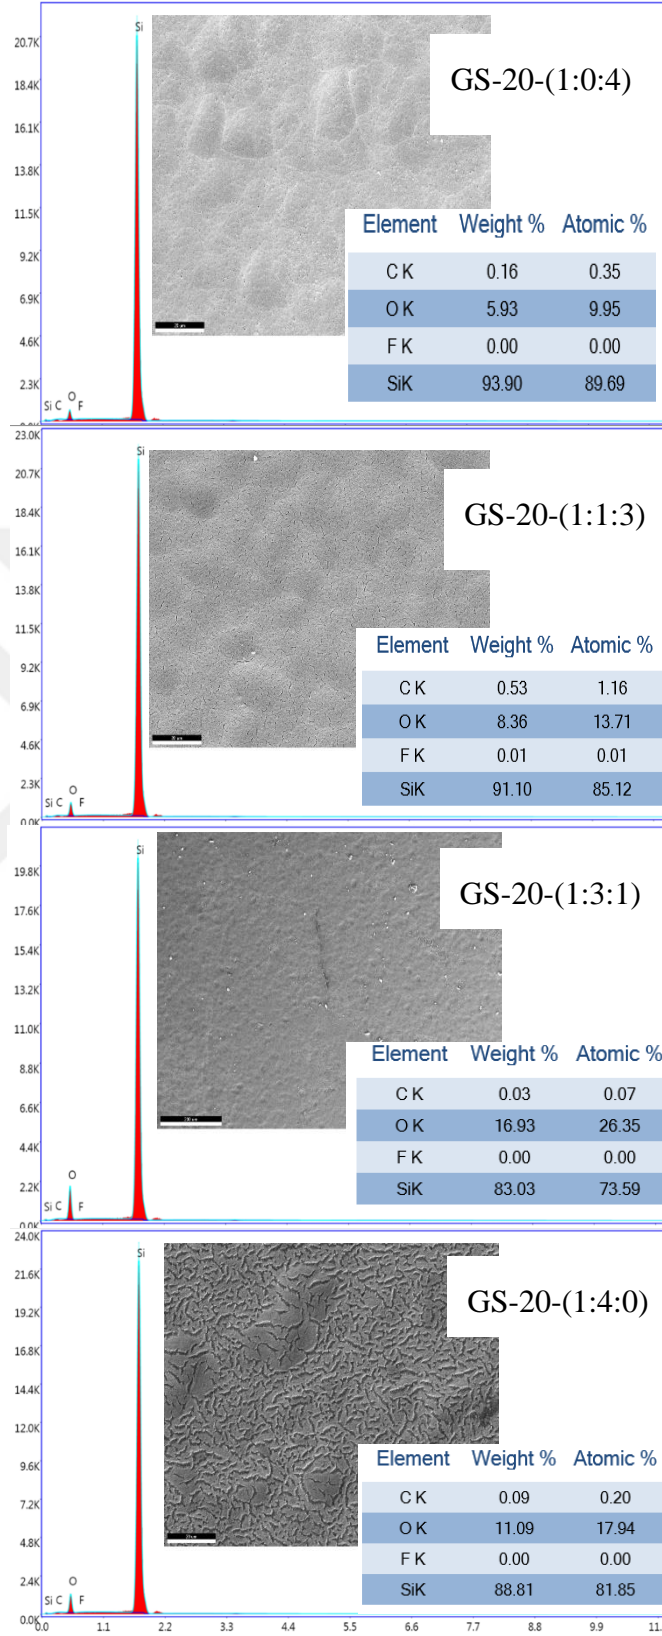 Si
20.7K
GS-20-(1:0:4)
18.4K
16.1K
13.8K
11.5K
Element Weight % Atomic %
9.2K
C K 0.16 0.35
O K 5.93 9.95
6.9K
F K 0.00 0.00
4.6K
SiK 93.90 89.69
2.3K
Si C O F
23.0K
Si
20.7K
GS-20-(1:1:3)
18.4K
16.1K
13.8K
11.5K
Element Weight % Atomic %
9.2K
C K 0.53 1.16
6.9K
O K 8.36 13.71
F K 0.01 0.01
4.6K
SiK 91.10 85.12
2.3K
Si C O F
0.0K
Si
19.8K
GS-20-(1:3:1)
17.6K
15.4K
13.2K
11.0K
Element Weight % Atomic %
8.8K
C K 0.03 0.07
6.6K
O K 16.93 26.35
F K 0.00 0.00
4.4K
SiK 83.03 73.59
2.2K
Si C O F
0.0K
24.0K
Si
21.6K
GS-20-(1:4:0)
19.2K
16.8K
14.4K
12.0K
Element Weight % Atomic %
9.6K
C K 0.09 0.20
7.2K
O K 11.09 17.94
F K 0.00 0.00
4.8K
SiK 88.81 81.85
2.4K
Si C O F
0.0K
0.0 1.1 2.2 3.3 4.4 5.5 6.6 7.7 8.8 9.9